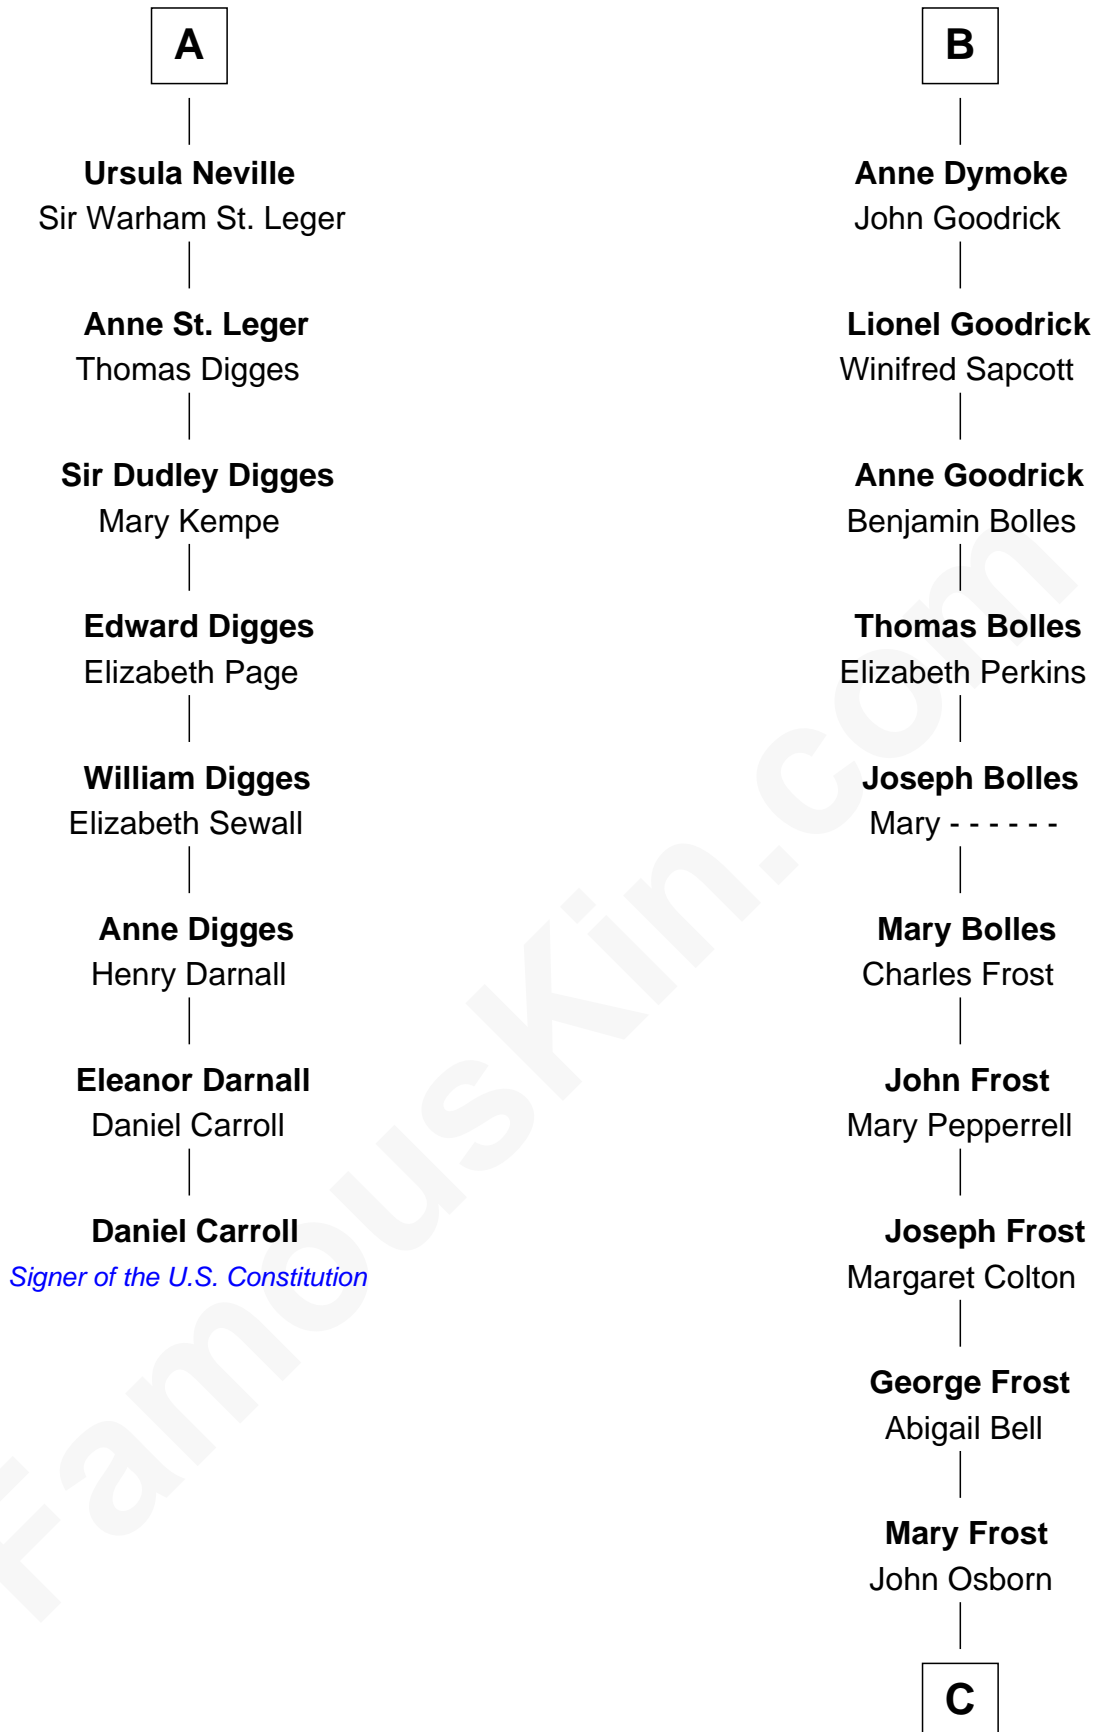 A
Ursula Neville
Sir Warham St. Leger
Anne St. Leger
Thomas Digges
Sir Dudley Digges
Mary Kempe
Edward Digges
Elizabeth Page
William Digges
Elizabeth Sewall
Anne Digges
Henry Darnall
Eleanor Darnall
Daniel Carroll
Daniel Carroll
Signer of the U.S. Constitution
B
Anne Dymoke
John Goodrick
Lionel Goodrick
Winifred Sapcott
Anne Goodrick
Benjamin Bolles
Thomas Bolles
Elizabeth Perkins
Joseph Bolles
Mary - - - - - -
Mary Bolles
Charles Frost
John Frost
Mary Pepperrell
Joseph Frost
Margaret Colton
George Frost
Abigail Bell
Mary Frost
John Osborn
C
FamousKin.com